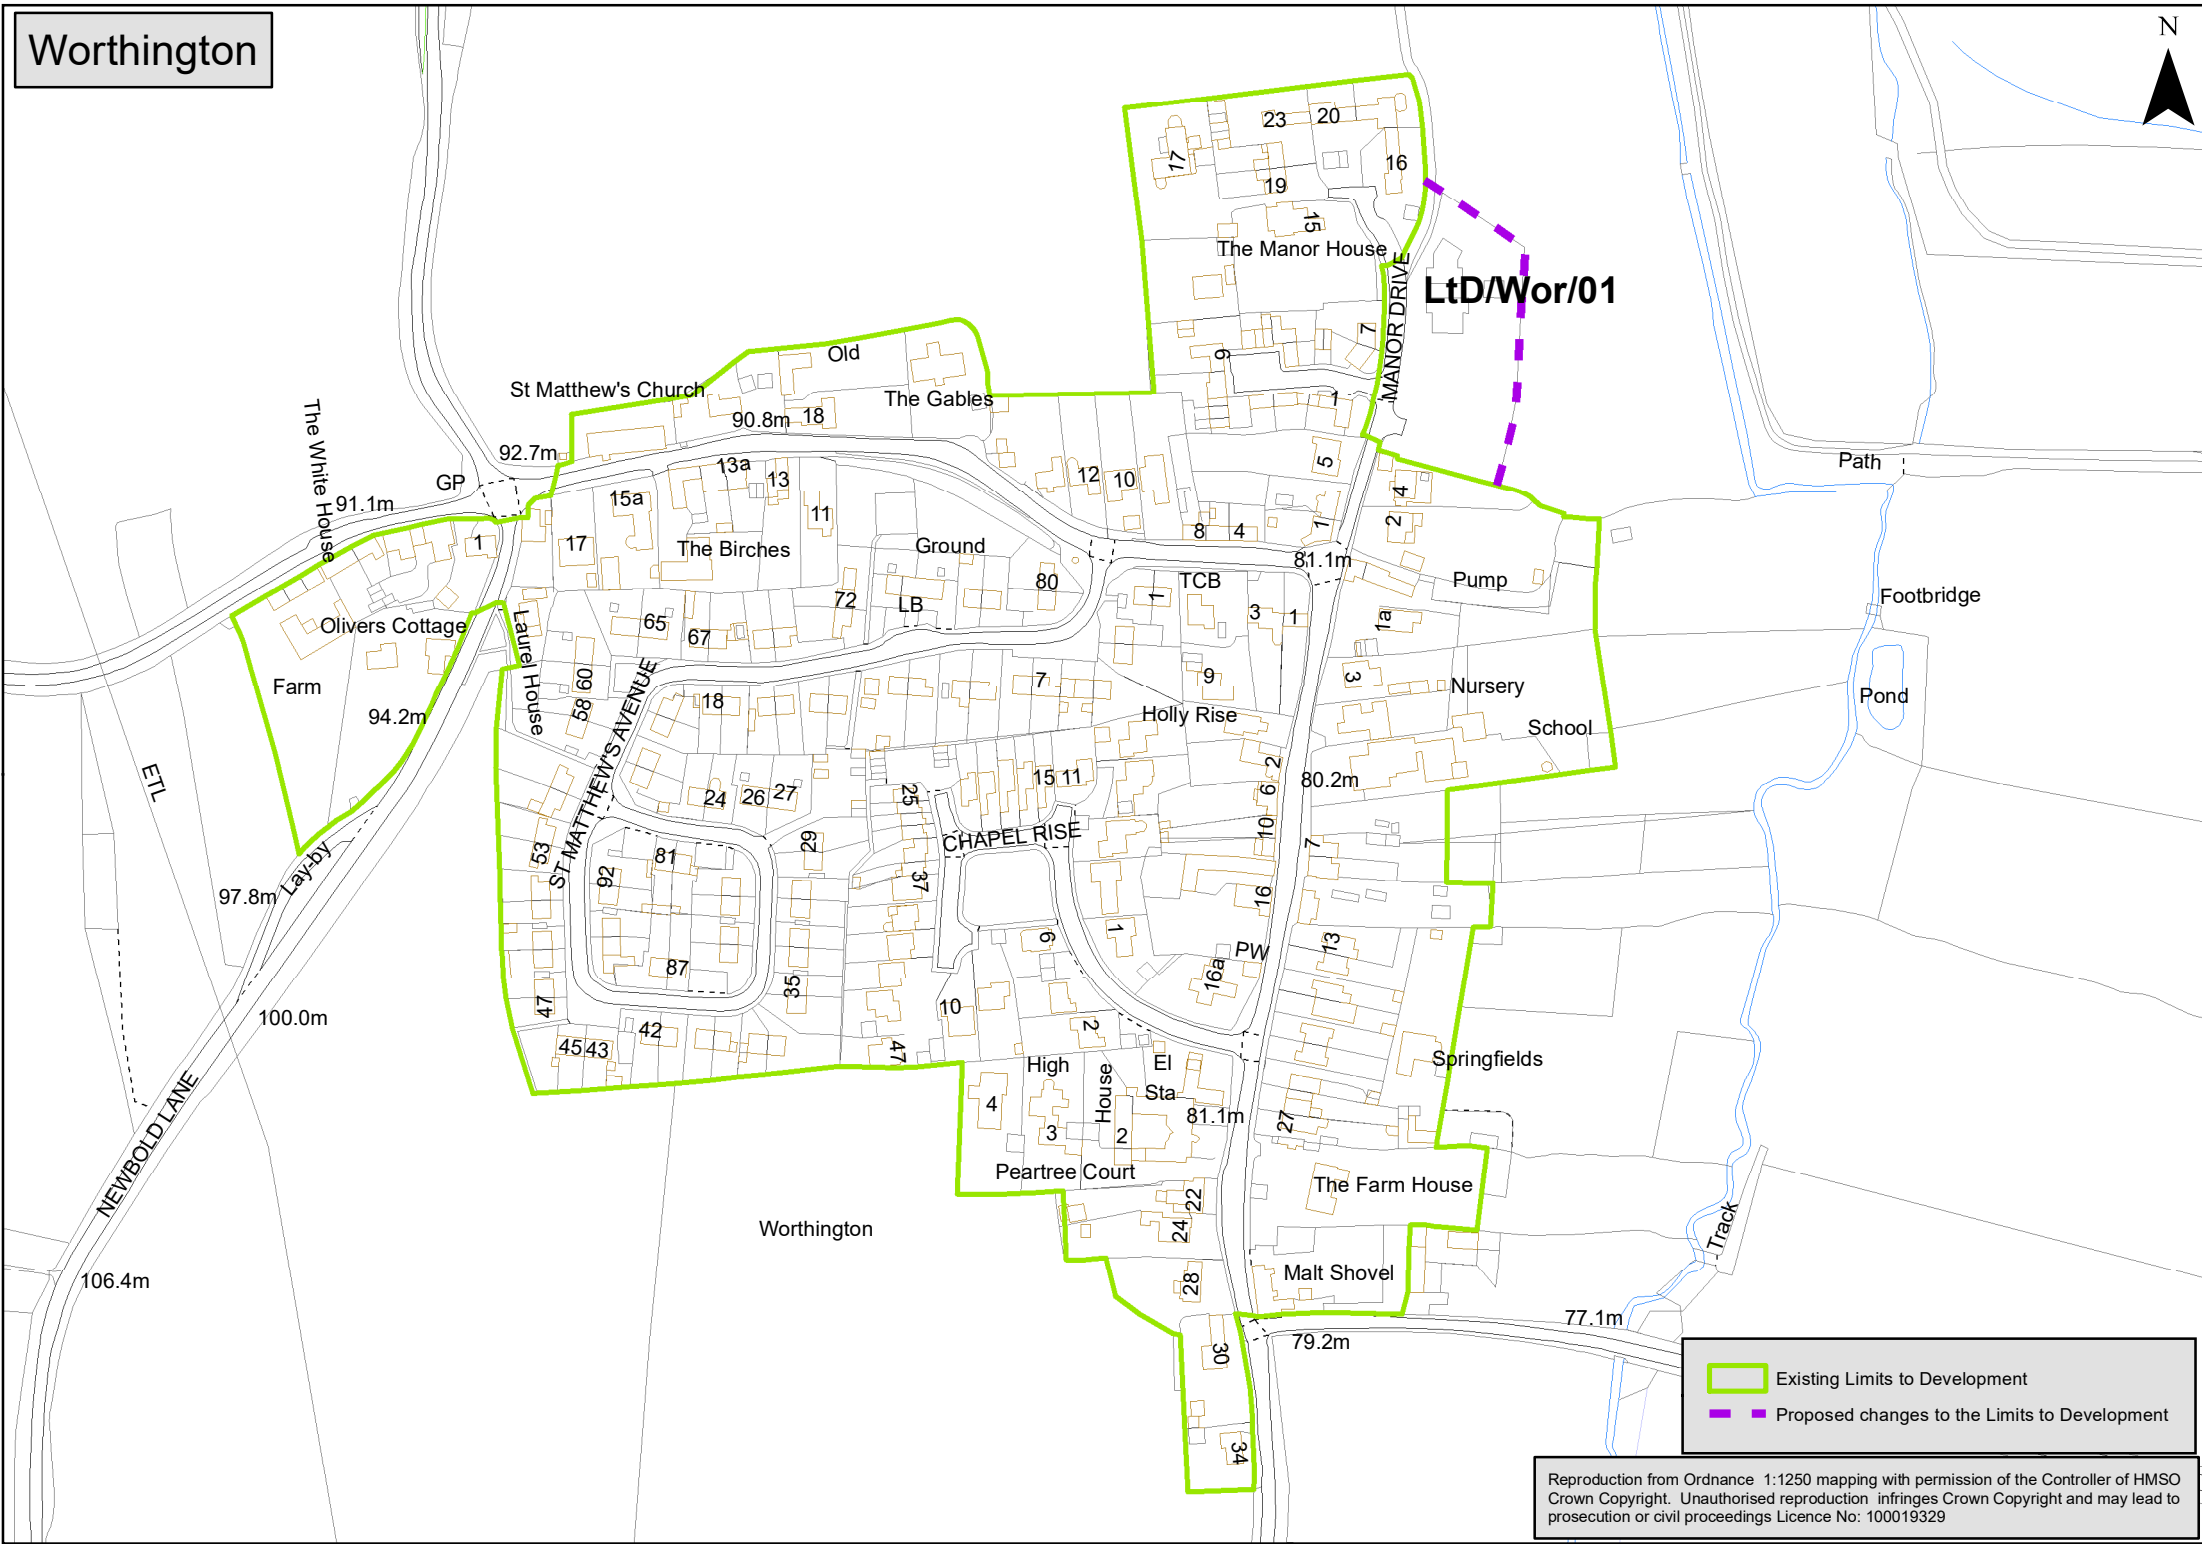 Worthington
N
23
20
17
16
19
15
The Manor House
MANOR DRIVE
LtD/Wor/01
7
9
1
Old
St Matthew's Church
The Gables
90.8m
18
92.7m
The White House
GP
91.1m
13a
13
12
10
5
Path
15a
11
4
2
1
17
The Birches
Ground
8
4
1
81.1m
Pump
TCB
80
1
Footbridge
72
LB
3
1
1a
Olivers Cottage
Laurel House
65
67
Farm
60
58
ST MATTHEW'S AVENUE
18
7
9
3
Nursery
Pond
94.2m
Holly Rise
School
ETL
24
26
27
25
15
11
2
6
80.2m
10
CHAPEL RISE
7
53
81
29
92
37
16
Lay-by
97.8m
6
1
PW
13
16a
87
35
47
10
100.0m
42
2
45
43
47
High
House
El
Sta
Springfields
NEWBOLD LANE
4
3
2
81.1m
27
Peartree Court
The Farm House
22
24
Worthington
Track
106.4m
28
Malt Shovel
77.1m
79.2m
30
34
Existing Limits to Development
Proposed changes to the Limits to Development
Reproduction from Ordnance 1:1250 mapping with permission of the Controller of HMSO
Crown Copyright. Unauthorised reproduction infringes Crown Copyright and may lead to
prosecution or civil proceedings Licence No: 100019329